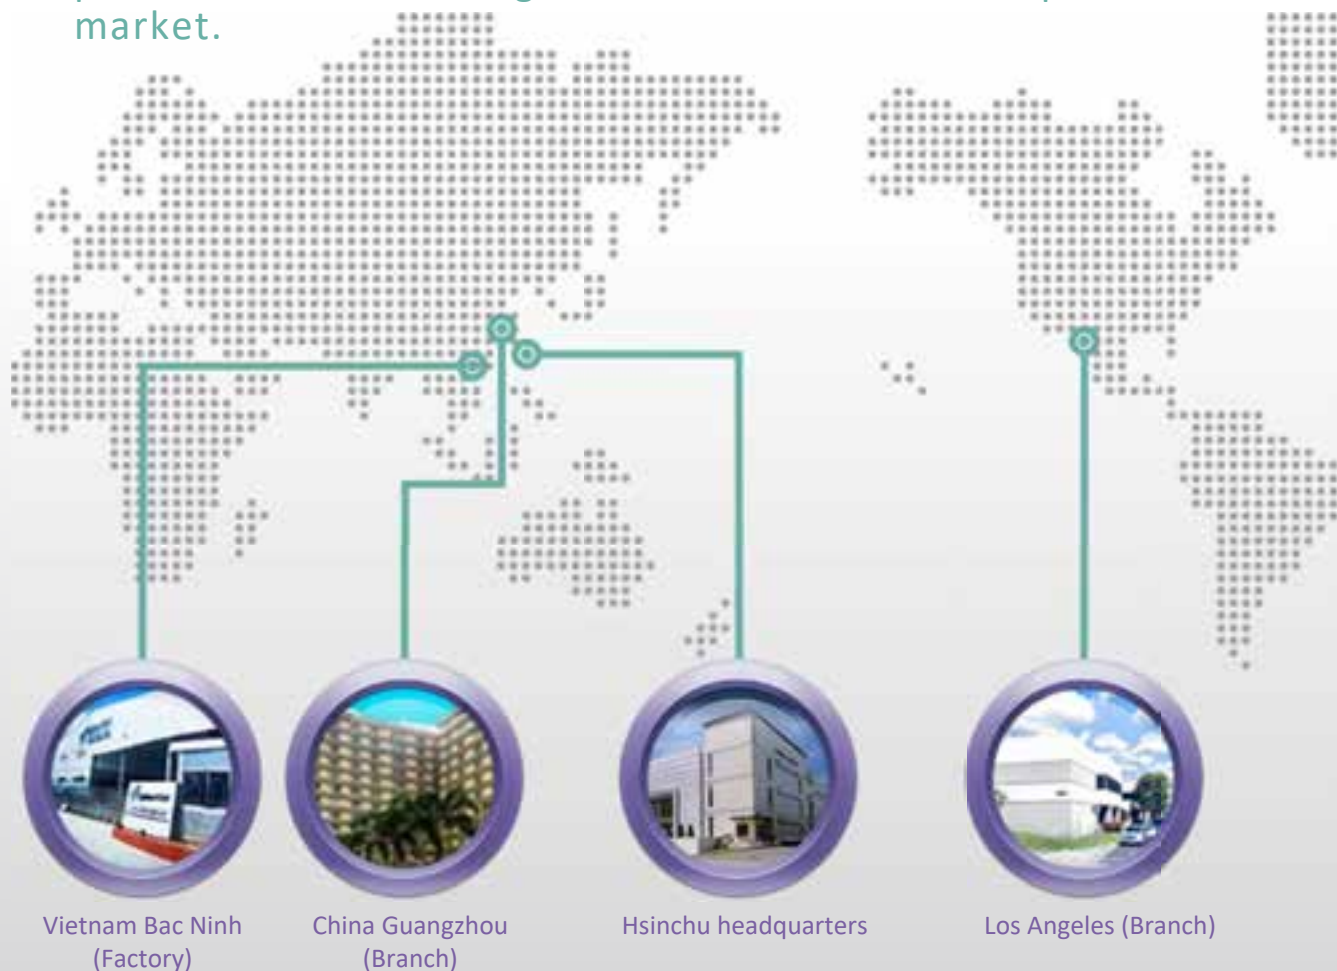 market.
Vietnam Bac Ninh
(Factory)
China Guangzhou
(Branch)
Hsinchu headquarters
Los Angeles (Branch)